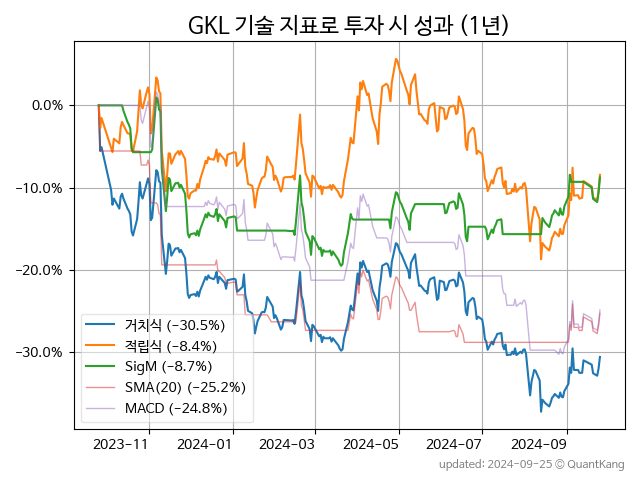 GKL 기술 지표로 투자 시 성과 (1년)
0.0%
−10.0%
−20.0%
−30.0%
거치식 (−30.5%)
적립식 (−8.4%)
SigM (−8.7%)
SMA(20) (−25.2%)
MACD (−24.8%)
2023-11 2024-01 2024-03 2024-05 2024-07 2024-09
updated: 2024-09-25 © QuantKang